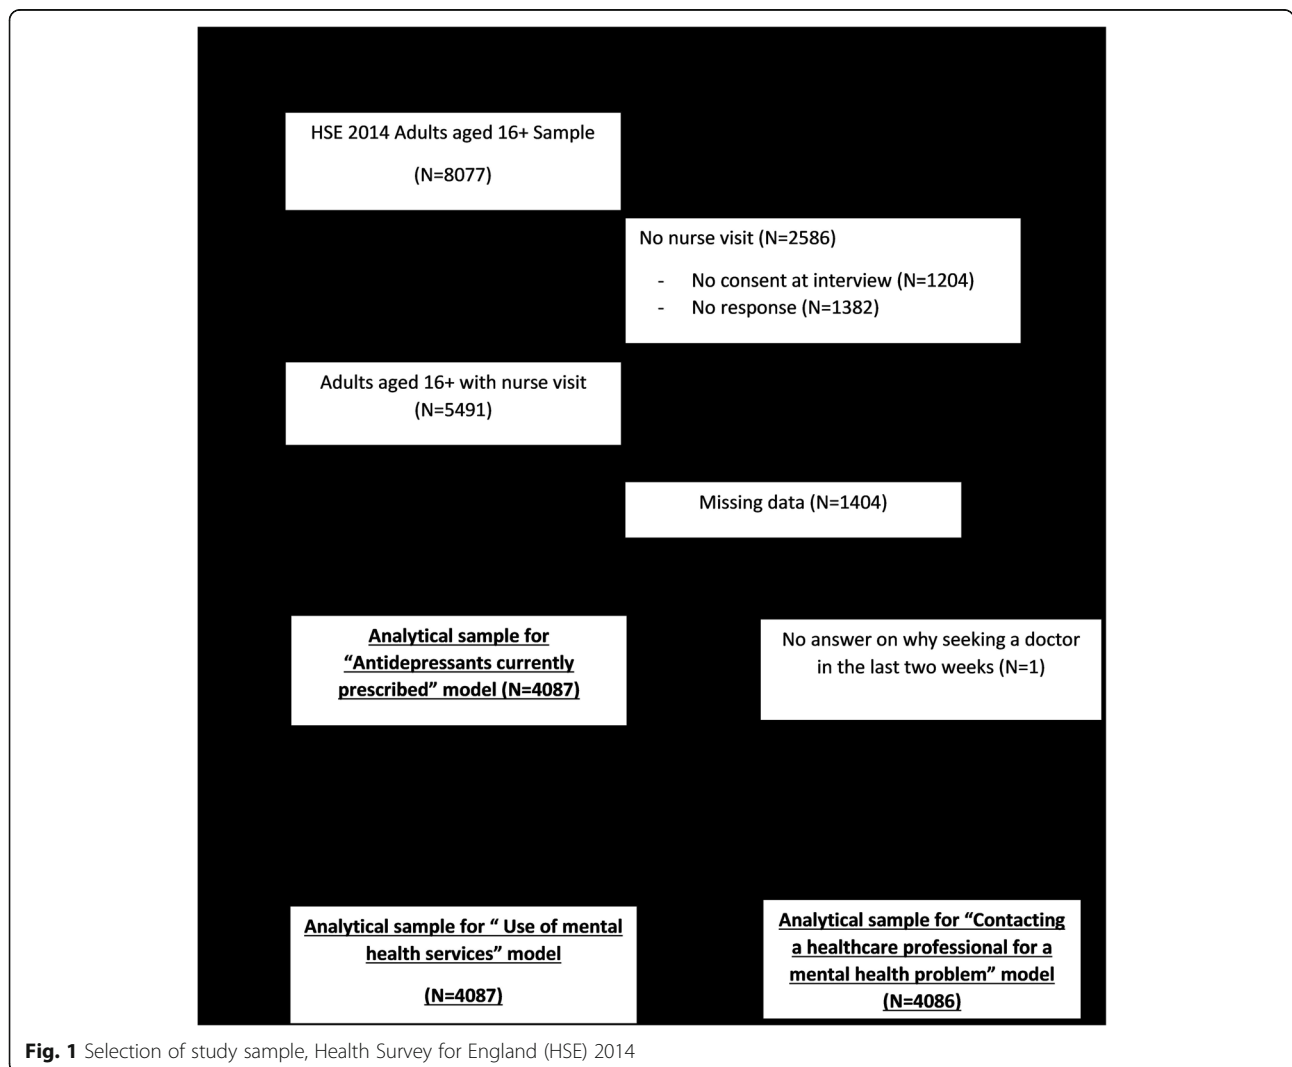 HSE 2014 Adults aged 16+ Sample
(N=8077)
No nurse visit (N=2586)
- No consent at interview (N=1204)
- No response (N=1382)
Adults aged 16+ with nurse visit
(N=5491)
Missing data (N=1404)
Analytical sample for
“Antidepressants currently
prescribed” model (N=4087)
No answer on why seeking a doctor
in the last two weeks (N=1)
Analytical sample for “ Use of mental
health services” model
(N=4087)
Analytical sample for “Contacting
a healthcare professional for a
mental health problem” model
(N=4086)
Fig. 1 Selection of study sample, Health Survey for England (HSE) 2014